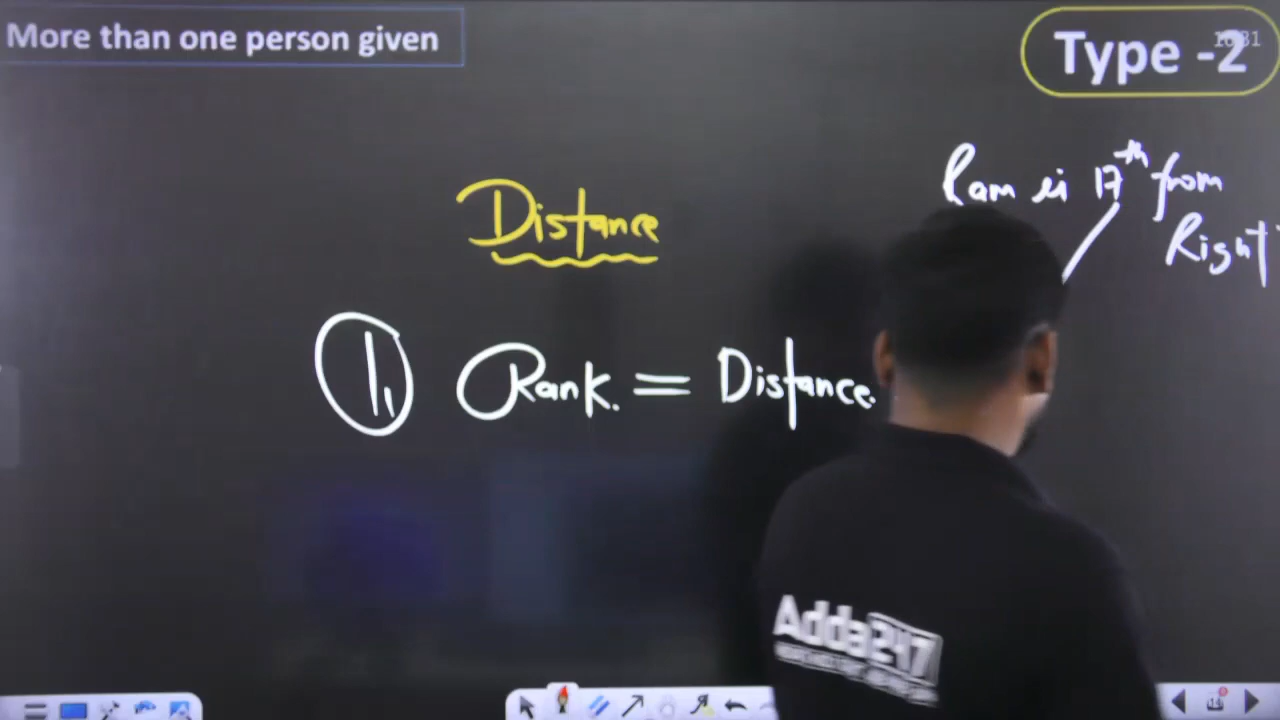 More than one person given
Type -2
Ram is 17th from
Right
Distance
1, Rank. = Distance.
Adda247